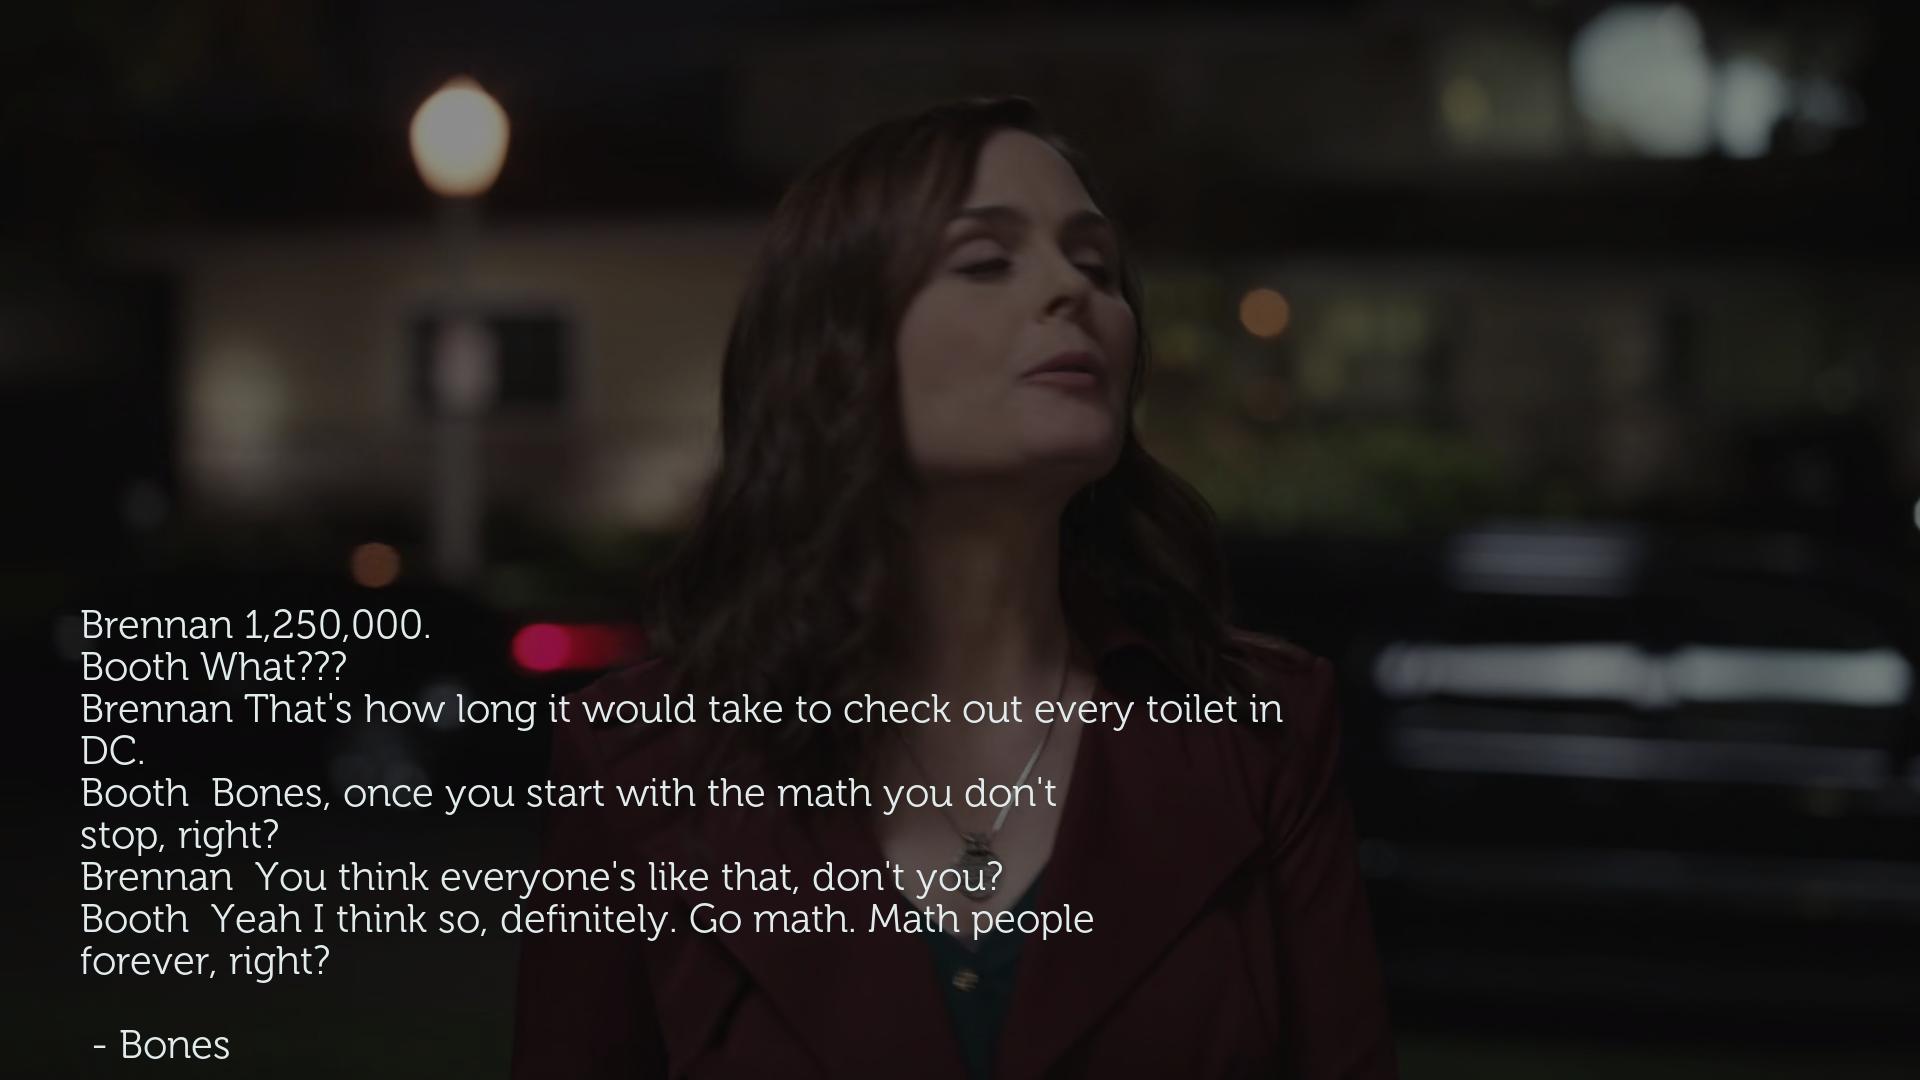 Brennan 1,250,000.
Booth What???
Brennan That's how long it would take to check out every toilet in
DC.
Booth  Bones, once you start with the math you don't
stop, right?
Brennan  You think everyone's like that, don't you?
Booth  Yeah I think so, definitely. Go math. Math people
forever, right?
- Bones